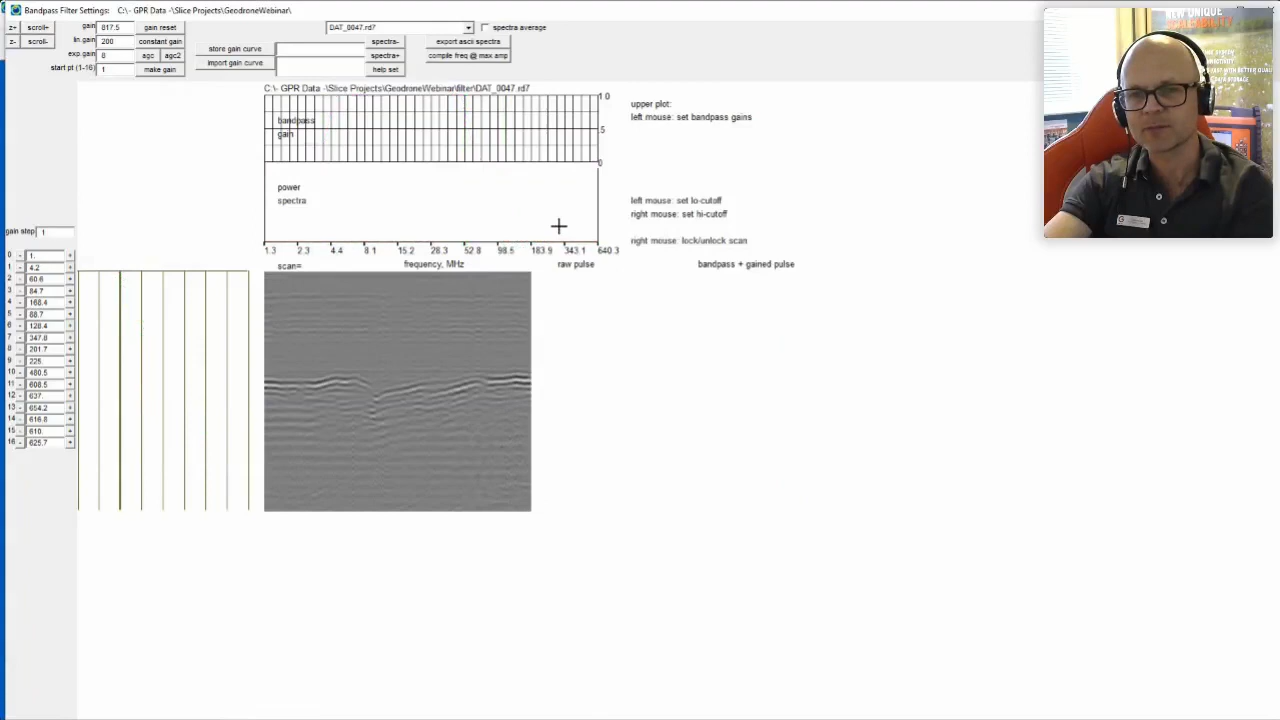 Bandpass Filter Settings: C:\- GPR Data -\Slice Projects\GeodroneWebinar\
z+ scroll+ gain 817.5 gain reset DAT_0047.rd7 spectra average
z- scroll- lin gain 200 constant gain store gain curve spectra- export ascii spectra
exp gain 8 agc agc2 import gain curve spectra+ compile freq @ max amp
start pt (1-16) 1 make gain help set
C:\- GPR Data -\Slice Projects\GeodroneWebinar\filter\DAT_0047.rd7
bandpass
gain
1 0
.5
0
power
spectra
upper plot:
left mouse: set bandpass gains
left mouse: set lo-cutoff
right mouse: set hi-cutoff
right mouse: lock/unlock scan
1.3 2.3 4.4 8 1 15.2 28.3 52.8 98.5 183.9 343.1 640.3
scan= frequency, MHz raw pulse bandpass + gained pulse
gain step 1
0 - 1. +
1 - 4.2 +
2 - 60.6 +
3 - 84.7 +
4 - 168.4 +
5 - 88.7 +
6 - 128.4 +
7 - 347.8 +
8 - 201.7 +
9 - 225. +
10 - 480.5 +
11 - 608.5 +
12 - 637. +
13 - 654.2 +
14 - 616.8 +
15 - 610. +
16 - 625.7 +
NEW UNIQUE